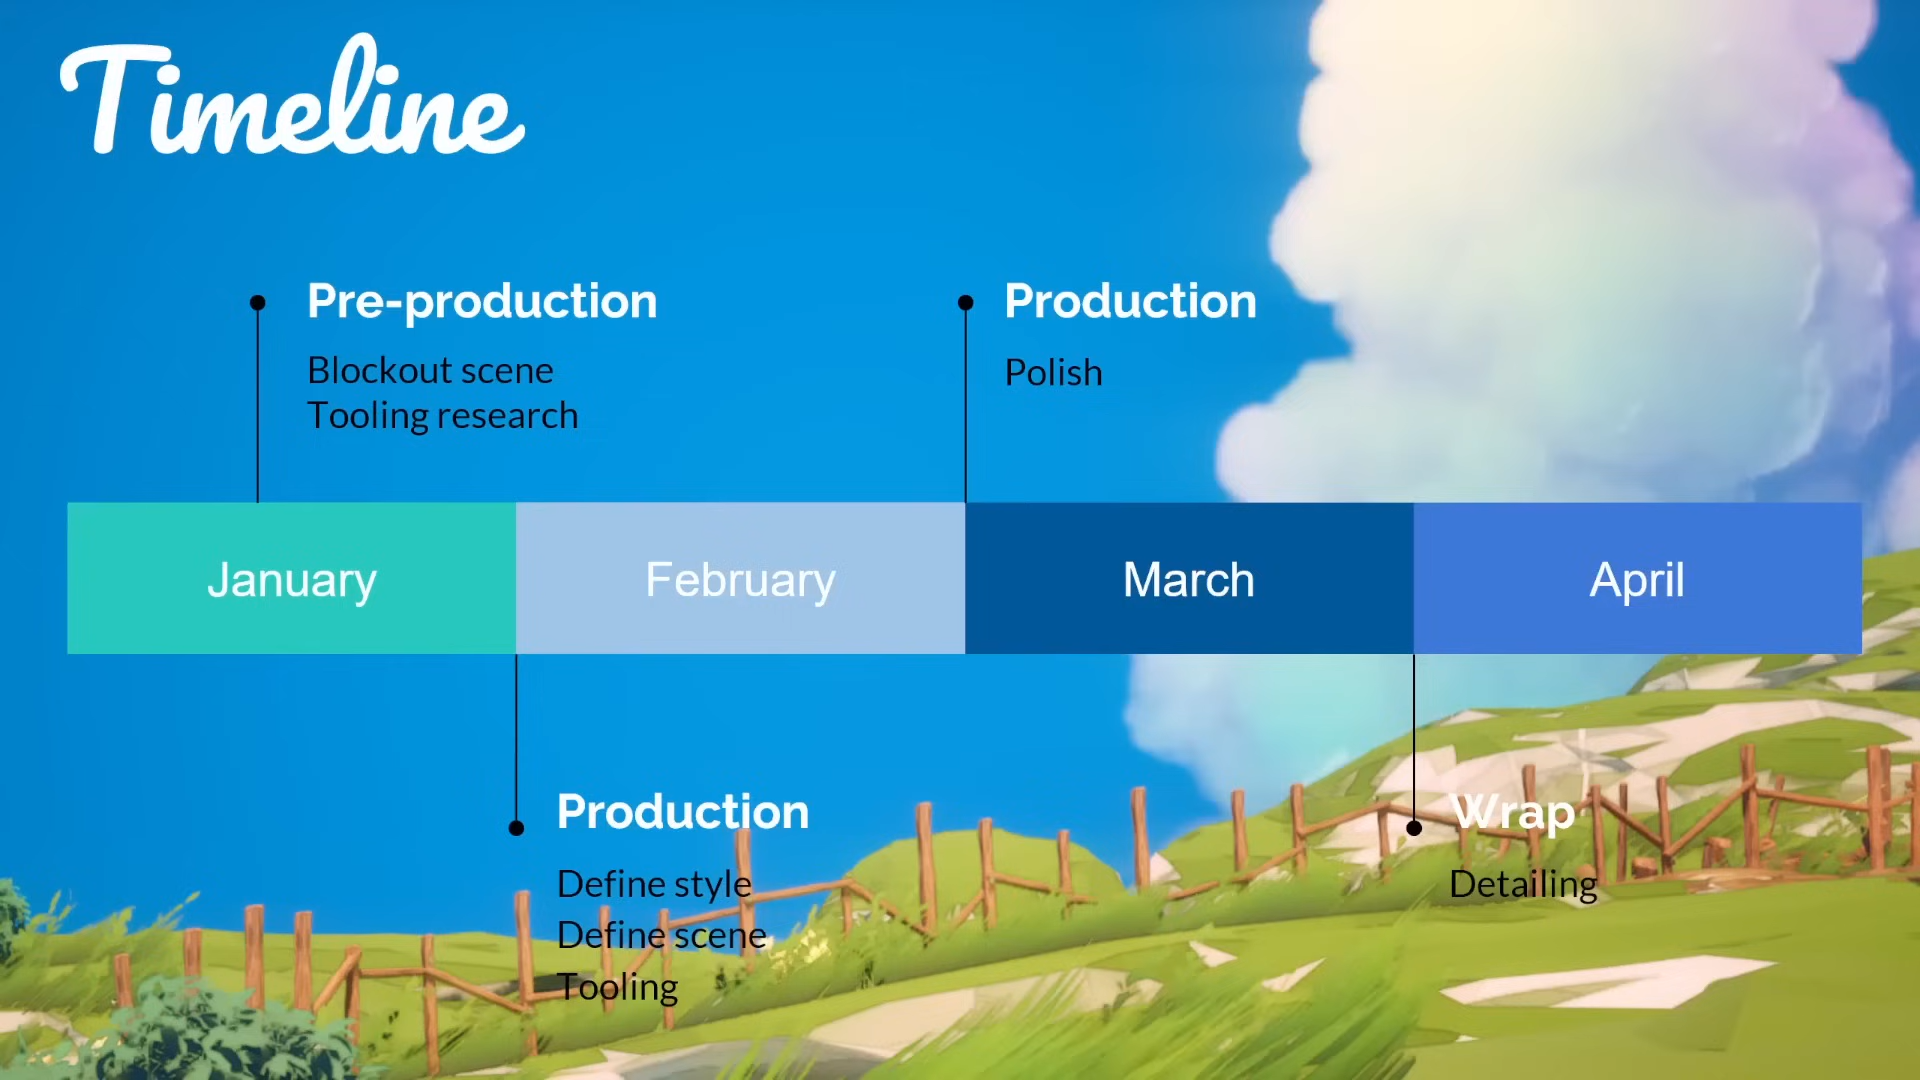 Timeline
Pre-production
Blockout scene
Tooling research
Production
Polish
January
February
March
April
Production
Define style
Define scene
Tooling
Wrap
Detailing